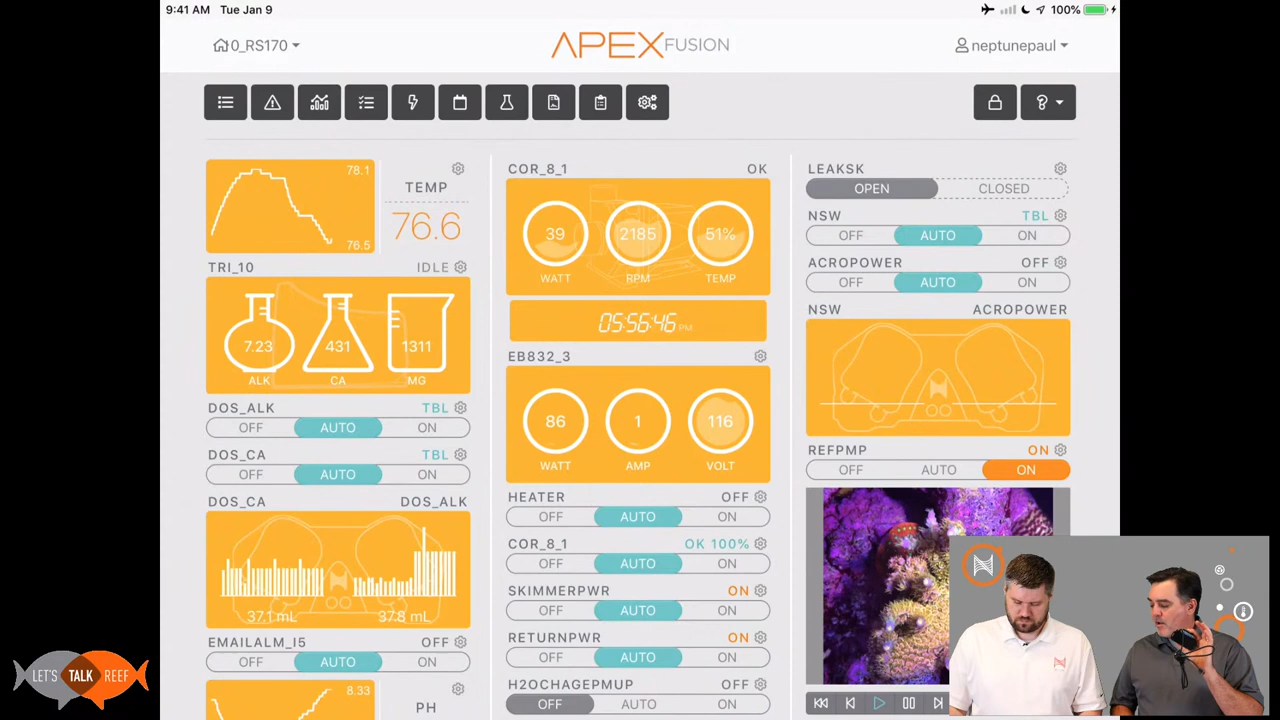 9:41 AM Tue Jan 9
100%
0_RS170
APEX FUSION
neptunepaul
78.1
76.5
TEMP
76.6
TRI_10 IDLE
7.23 431 1311
ALK CA MG
DOS_ALK TBL
OFF AUTO ON
DOS_CA TBL
OFF AUTO ON
DOS_CA DOS_ALK
37.1 mL 37.8 mL
EMAILALM_I5 OFF
OFF AUTO ON
8.33
PH
COR_8_1 OK
39 2185 51%
WATT RPM TEMP
05:56:46 PM
EB832_3
86 1 116
WATT AMP VOLT
HEATER OFF
OFF AUTO ON
COR_8_1 OK 100%
OFF AUTO ON
SKIMMERPWR ON
OFF AUTO ON
RETURNPWR ON
OFF AUTO ON
H2OCHAGEPMUP OFF
OFF AUTO ON
LEAKSK
OPEN CLOSED
NSW TBL
OFF AUTO ON
ACROPOWER OFF
OFF AUTO ON
NSW ACROPOWER
REFPMP ON
OFF AUTO ON
LET'S TALK REEF